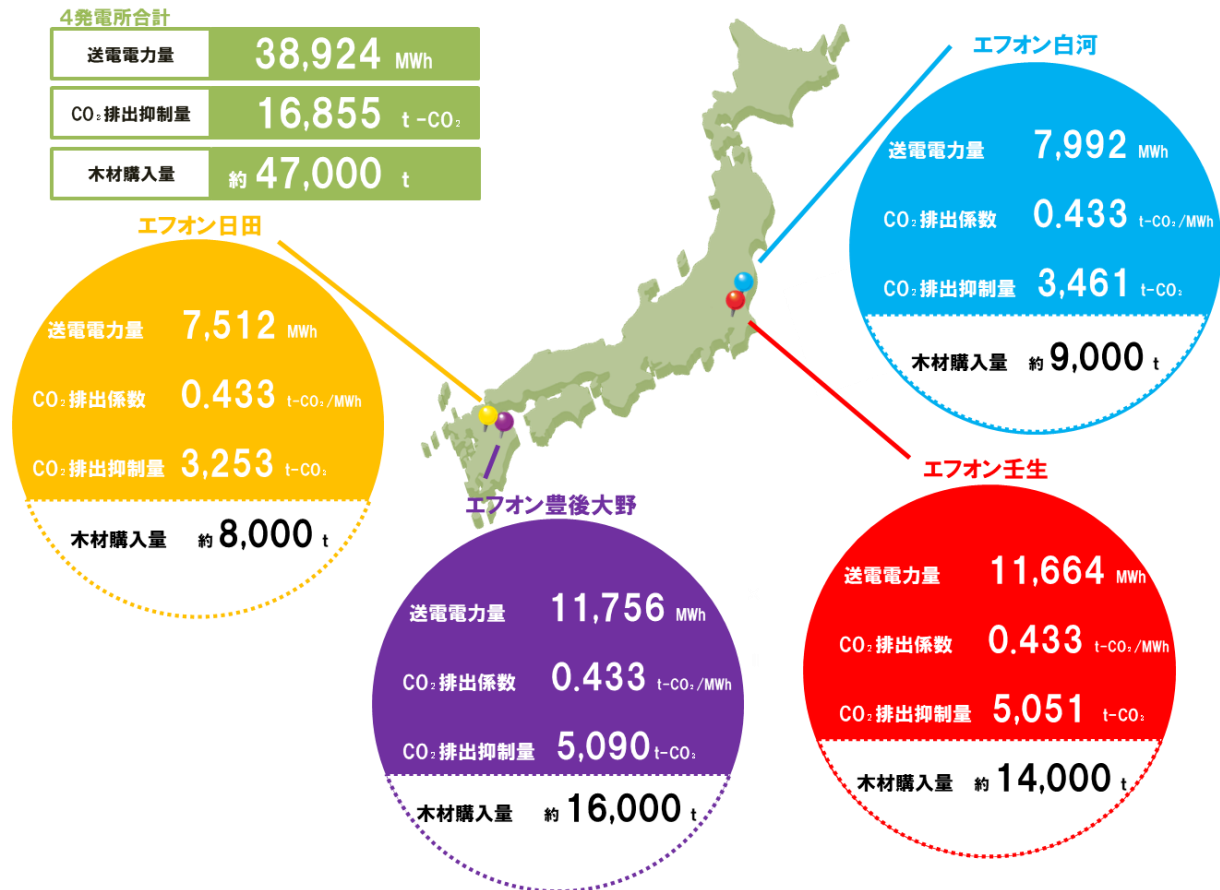 4発電所合計
送電電力量 38,924 MWh
CO₂排出抑制量 16,855 t-CO₂
木材購入量 約 47,000 t
エフオン白河
送電電力量 7,992 MWh
CO₂排出係数 0.433 t-CO₂/MWh
CO₂排出抑制量 3,461 t-CO₂
木材購入量 約 9,000 t
エフオン日田
送電電力量 7,512 MWh
CO₂排出係数 0.433 t-CO₂/MWh
CO₂排出抑制量 3,253 t-CO₂
木材購入量 約 8,000 t
エフオン豊後大野
送電電力量 11,756 MWh
CO₂排出係数 0.433 t-CO₂/MWh
CO₂排出抑制量 5,090 t-CO₂
木材購入量 約 16,000 t
エフオン壬生
送電電力量 11,664 MWh
CO₂排出係数 0.433 t-CO₂/MWh
CO₂排出抑制量 5,051 t-CO₂
木材購入量 約 14,000 t